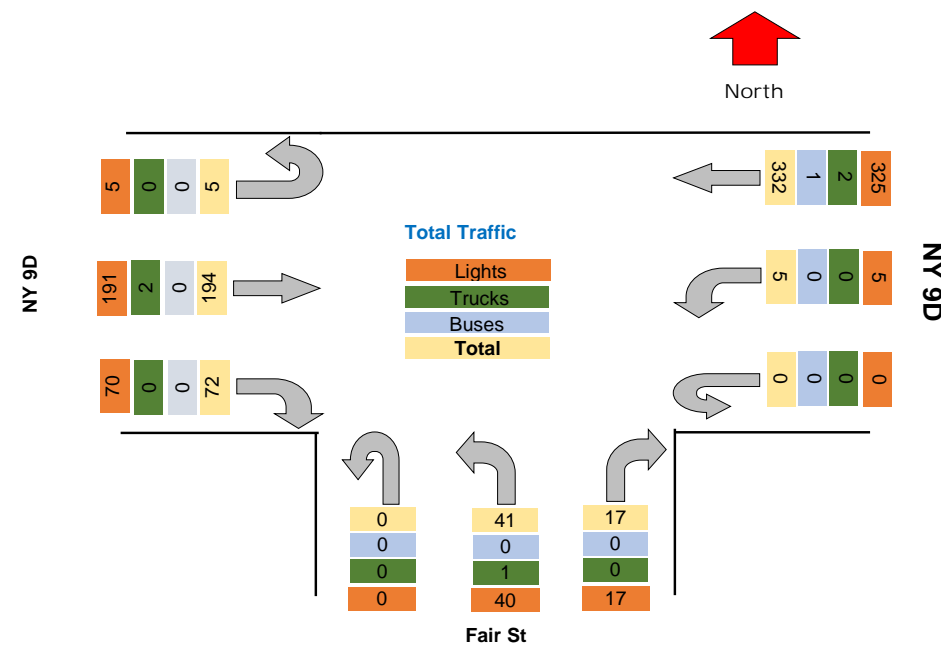 North
5 0 0 5
332 1 2 325
NY 9D
Total Traffic
Lights
Trucks
Buses
Total
191 2 0 194
5 0 0 5
NY 9D
70 0 0 72
0 0 0 0
0 41 17
0 0 0
0 1 0
0 40 17
Fair St